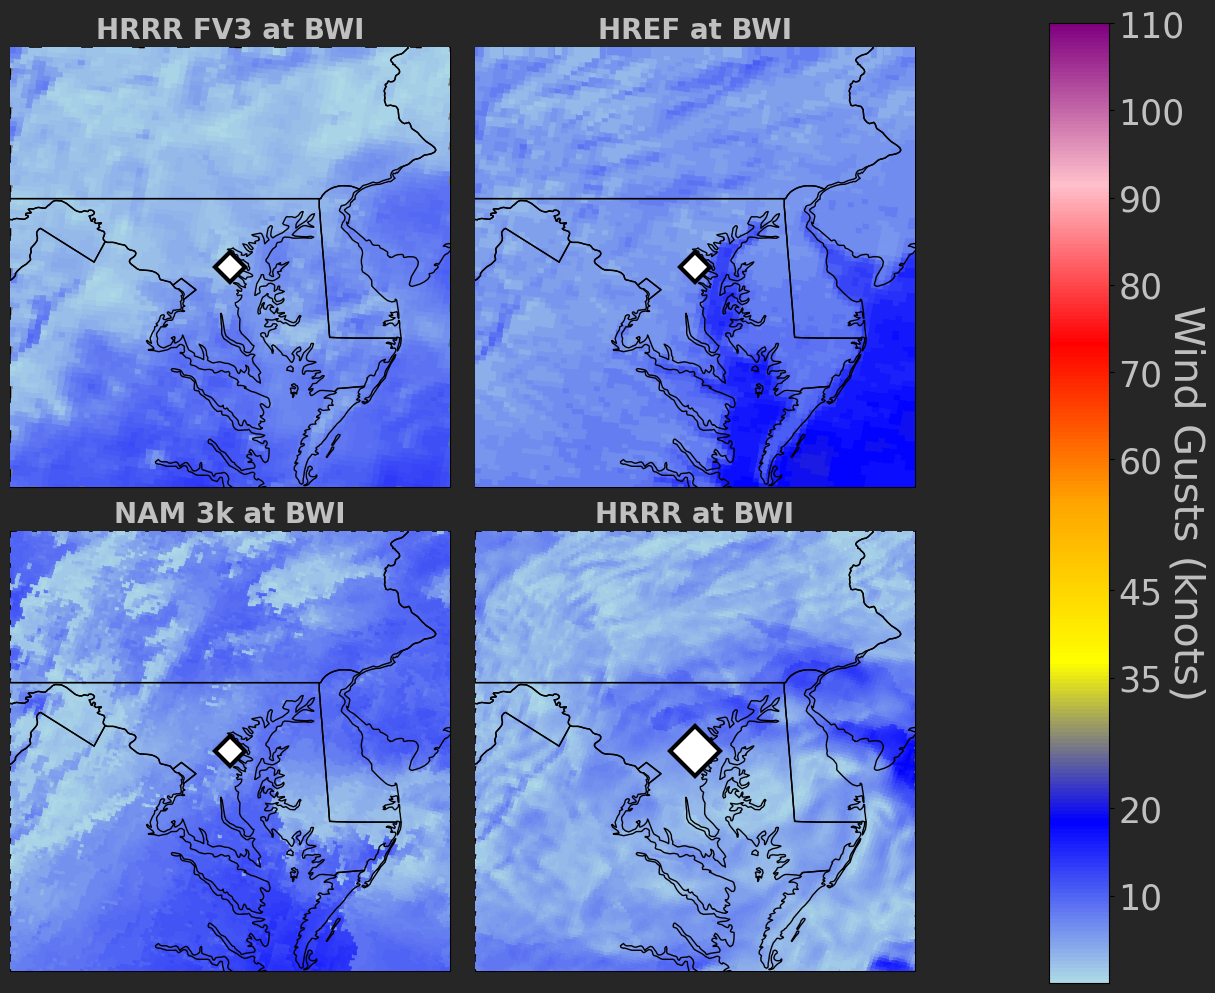 HRRR FV3 at BWI
HREF at BWI
NAM 3k at BWI
HRRR at BWI
110
100
90
80
70
60
45
35
20
10
Wind Gusts (knots)